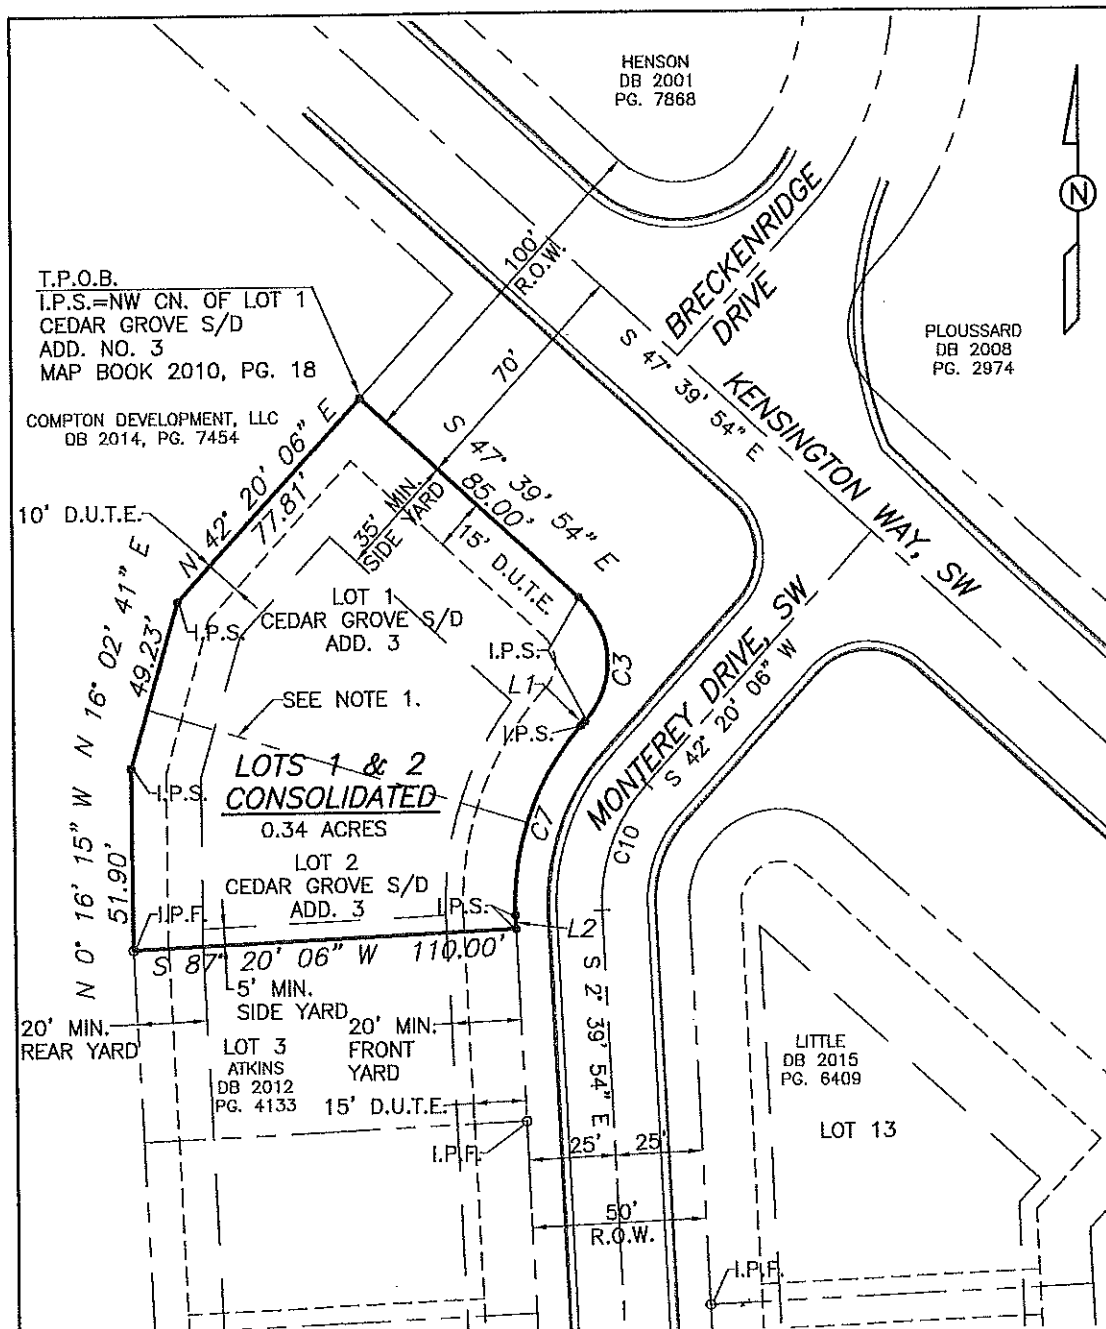 HENSON
DB 2001
PG. 7868
N
BRECKENRIDGE
DRIVE
100'
R.O.W.
T.P.O.B.
I.P.S.=NW CN. OF LOT 1
CEDAR GROVE S/D
ADD. NO. 3
MAP BOOK 2010, PG. 18
PLOUSSARD
DB 2008
PG. 2974
70'
S 47° 39' 54" E
KENSINGTON WAY, SW
COMPTON DEVELOPMENT, LLC
DB 2014, PG. 7454
N 42° 20' 06" E
77.81'
S 47° 39' 54" E
85.00'
35' MIN.
SIDE YARD
15' D.U.T.E.
10' D.U.T.E.
N 16° 02' 41" E
49.23'
LOT 1
CEDAR GROVE S/D
ADD. 3
I.P.S.
I.P.S.
L1
C3
I.P.S.
MONTEREY DRIVE, SW
S 42° 20' 06" W
SEE NOTE 1.
LOTS 1 & 2
CONSOLIDATED
0.34 ACRES
I.P.S.
C7
C10
N 0° 16' 15" W
51.90'
LOT 2
CEDAR GROVE S/D
ADD. 3
I.P.S.
I.P.F.
L2
S 87° 20' 06" W 110.00'
5' MIN.
SIDE YARD
S 2° 39' 54" E
20' MIN.
REAR YARD
20' MIN.
FRONT
YARD
LOT 3
ATKINS
DB 2012
PG. 4133
15' D.U.T.E.
LITTLE
DB 2015
PG. 6409
LOT 13
I.P.F.
25'
25'
50'
R.O.W.
I.P.F.